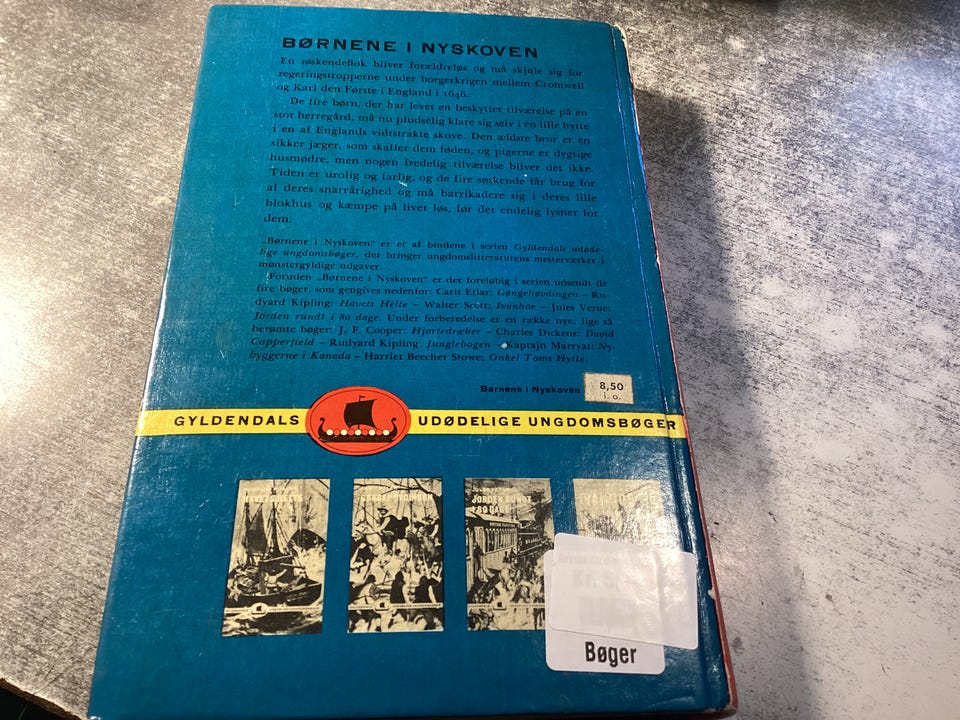 BØRNENE I NYSKOVEN
En søskendeflok bliver forældreløs og må skjule sig for
regeringstropperne under borgerkrigen mellem Cromwell
og Karl den Første i England i 1646.
De fire børn, der har levet en beskyttet tilværelse på en
stor herregård, må nu pludselig klare sig selv i en lille hytte
i en af Englands vidtstrakte skove. Den ældste bror er en
sikker jæger, som skaffer dem føden, og pigerne er dygtige
husmødre, men nogen fredelig tilværelse bliver det ikke.
Tiden er urolig og farlig, og de fire søskende får brug for
al deres snarrårighed og må barrikadere sig i deres lille
blokhus og kæmpe på livet løs, før det endelig lysner for
dem.
„Børnene i Nyskoven“ er et af bindene i serien Gyldendals udøde-
lige ungdomsbøger, der bringer ungdomslitteraturens mesterværker i
mønstergyldige udgaver.
Foruden „Børnene i Nyskoven“ er der foreløbig i serien udsendt de
fire bøger, som gengives nedenfor: Carit Etlar: Gøngehøvdingen – Ru-
dyard Kipling: Havets Helte – Walter Scott: Ivanhoe – Jules Verne:
Jorden rundt i 80 dage. Under forberedelse er en række nye, lige så
berømte bøger: J. F. Cooper: Hjortedræber – Charles Dickens: David
Copperfield – Rudyard Kipling: Junglebogen – Kaptajn Marryat: Ny-
byggerne i Kanada – Harriet Beecher Stowe: Onkel Toms Hytte.
Børnene i Nyskoven 8,50
i. o.
GYLDENDALS UDØDELIGE UNGDOMSBØGER
HAVETS HELTE GØNGEHØVDINGEN JORDEN RUNDT
I 80 DAGE
Bøger